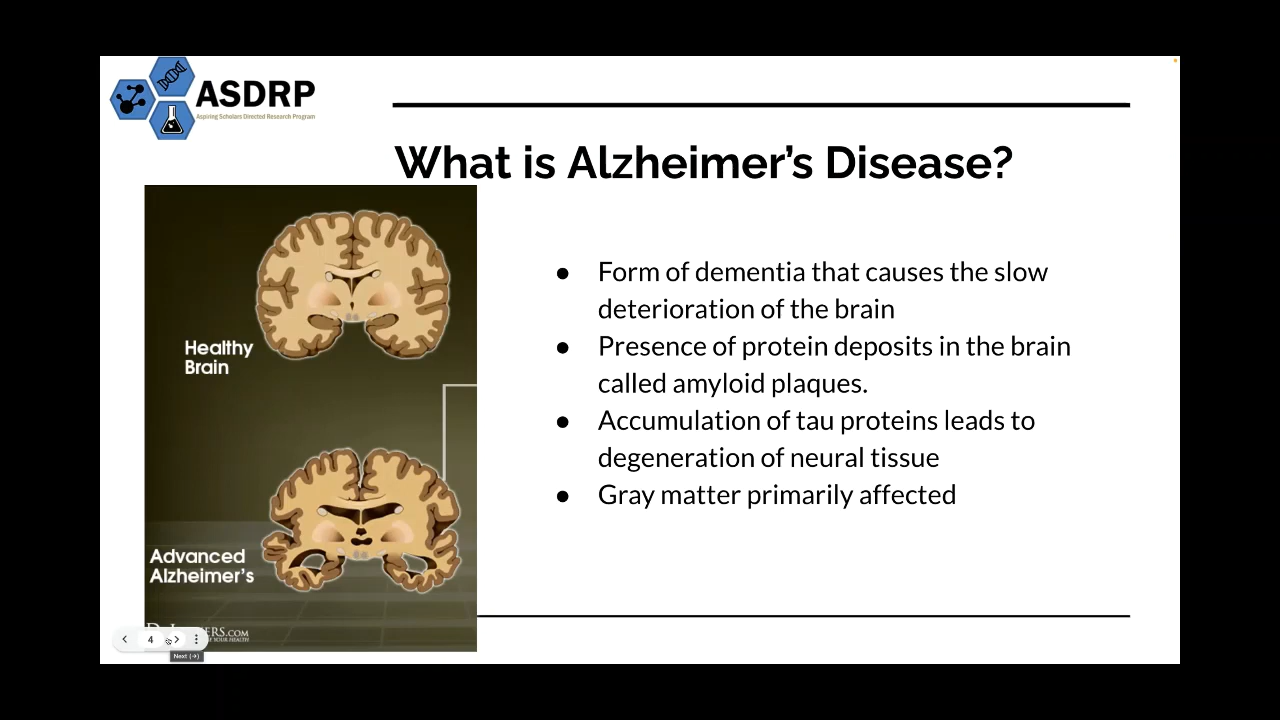 ASDRP
Aspiring Scholars Directed Research Program
What is Alzheimer's Disease?
Healthy
Brain
Advanced
Alzheimer's
● Form of dementia that causes the slow
deterioration of the brain
● Presence of protein deposits in the brain
called amyloid plaques.
● Accumulation of tau proteins leads to
degeneration of neural tissue
● Gray matter primarily affected
4
Next (→)